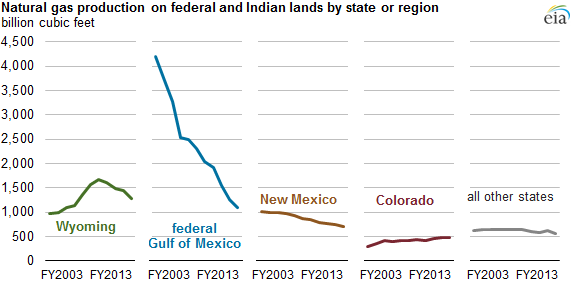 Natural gas production on federal and Indian lands by state or region
billion cubic feet
eia
4,500
4,000
3,500
3,000
2,500
2,000
1,500
1,000
500
0
Wyoming
federal
Gulf of Mexico
New Mexico
Colorado
all other states
FY2003 FY2013
FY2003 FY2013
FY2003 FY2013
FY2003 FY2013
FY2003 FY2013